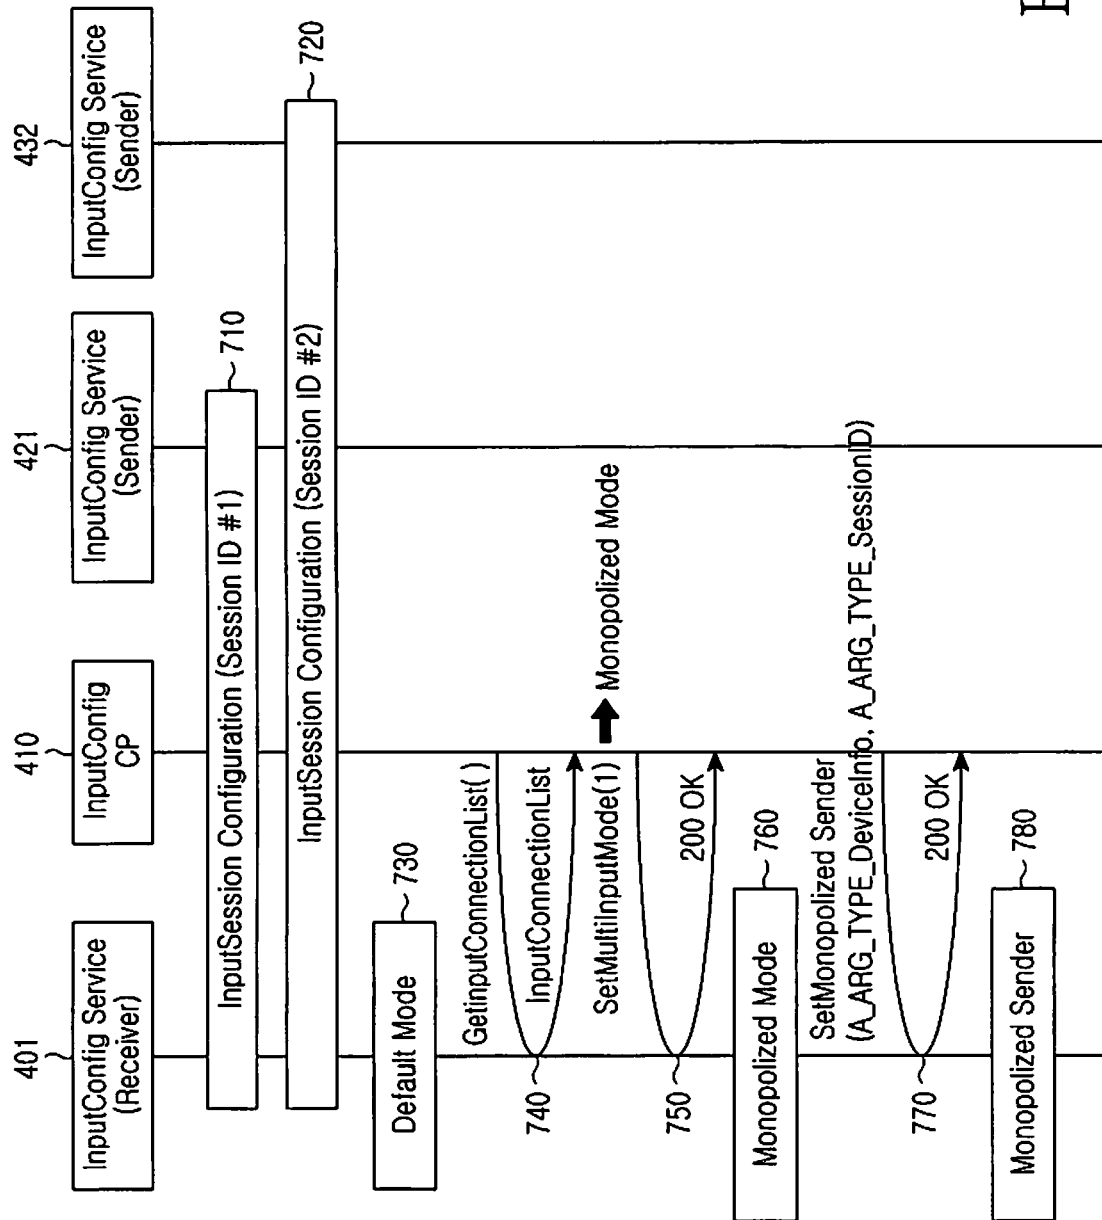 401
InputConfig Service
(Receiver)
410
InputConfig
CP
421
InputConfig Service
(Sender)
432
InputConfig Service
(Sender)
InputSession Configuration (Session ID #1)
710
InputSession Configuration (Session ID #2)
720
Default Mode
730
GetinputConnectionList( )
InputConnectionList
740
Monopolized Mode
SetMultiInputMode(1)
200 OK
750
Monopolized Mode
760
SetMonopolized Sender
(A_ARG_TYPE_DeviceInfo, A_ARG_TYPE_SessionID)
200 OK
770
Monopolized Sender
780